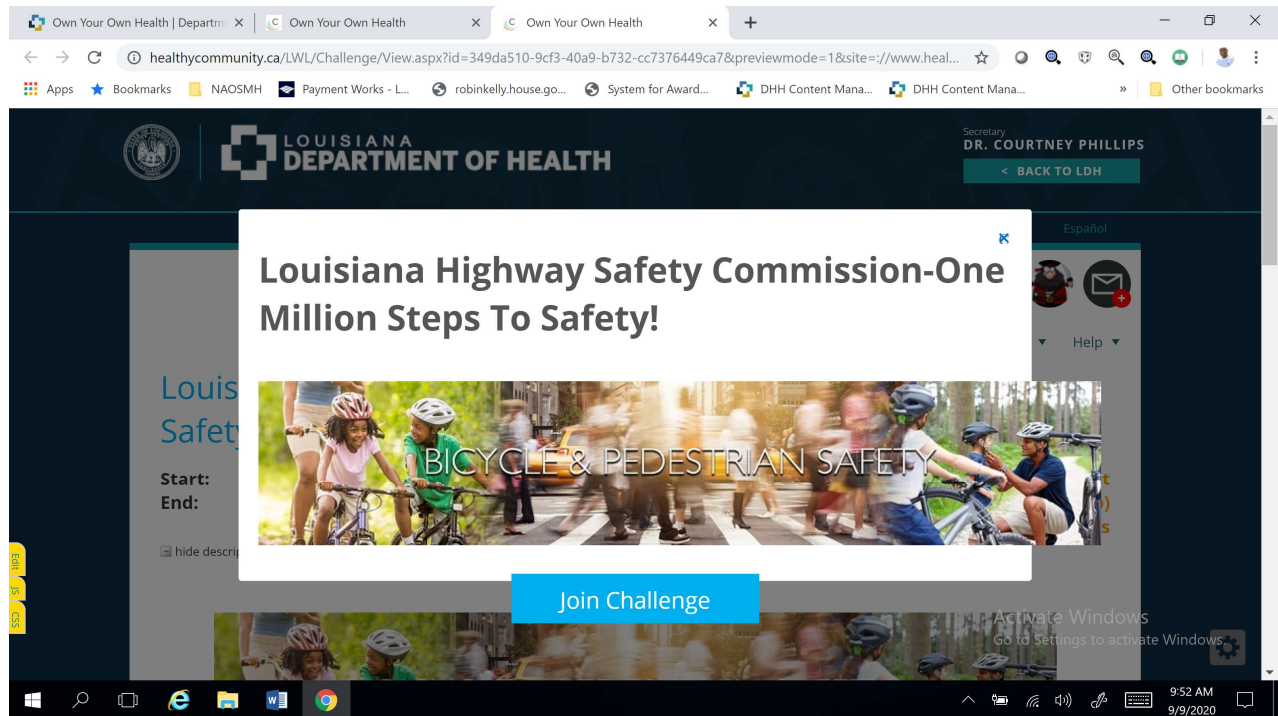 Own Your Own Health | Departm
Own Your Own Health
Own Your Own Health
healthycommunity.ca/LWL/Challenge/View.aspx?id=349da510-9cf3-40a9-b732-cc7376449ca7&previewmode=1&site=://www.heal...
Apps Bookmarks NAOSMH Payment Works - L... robinkelly.house.go... System for Award... DHH Content Mana... DHH Content Mana... » Other bookmarks
LOUISIANA
DEPARTMENT OF HEALTH
Secretary
DR. COURTNEY PHILLIPS
< BACK TO LDH
Español
Louisiana Highway Safety Commission-One
Million Steps To Safety!
Help
Louis
Safety
BICYCLE & PEDESTRIAN SAFETY
Start:
End:
hide descrip
Join Challenge
Edit
JS
CSS
Activate Windows
Go to Settings to activate Windows.
9:52 AM
9/9/2020